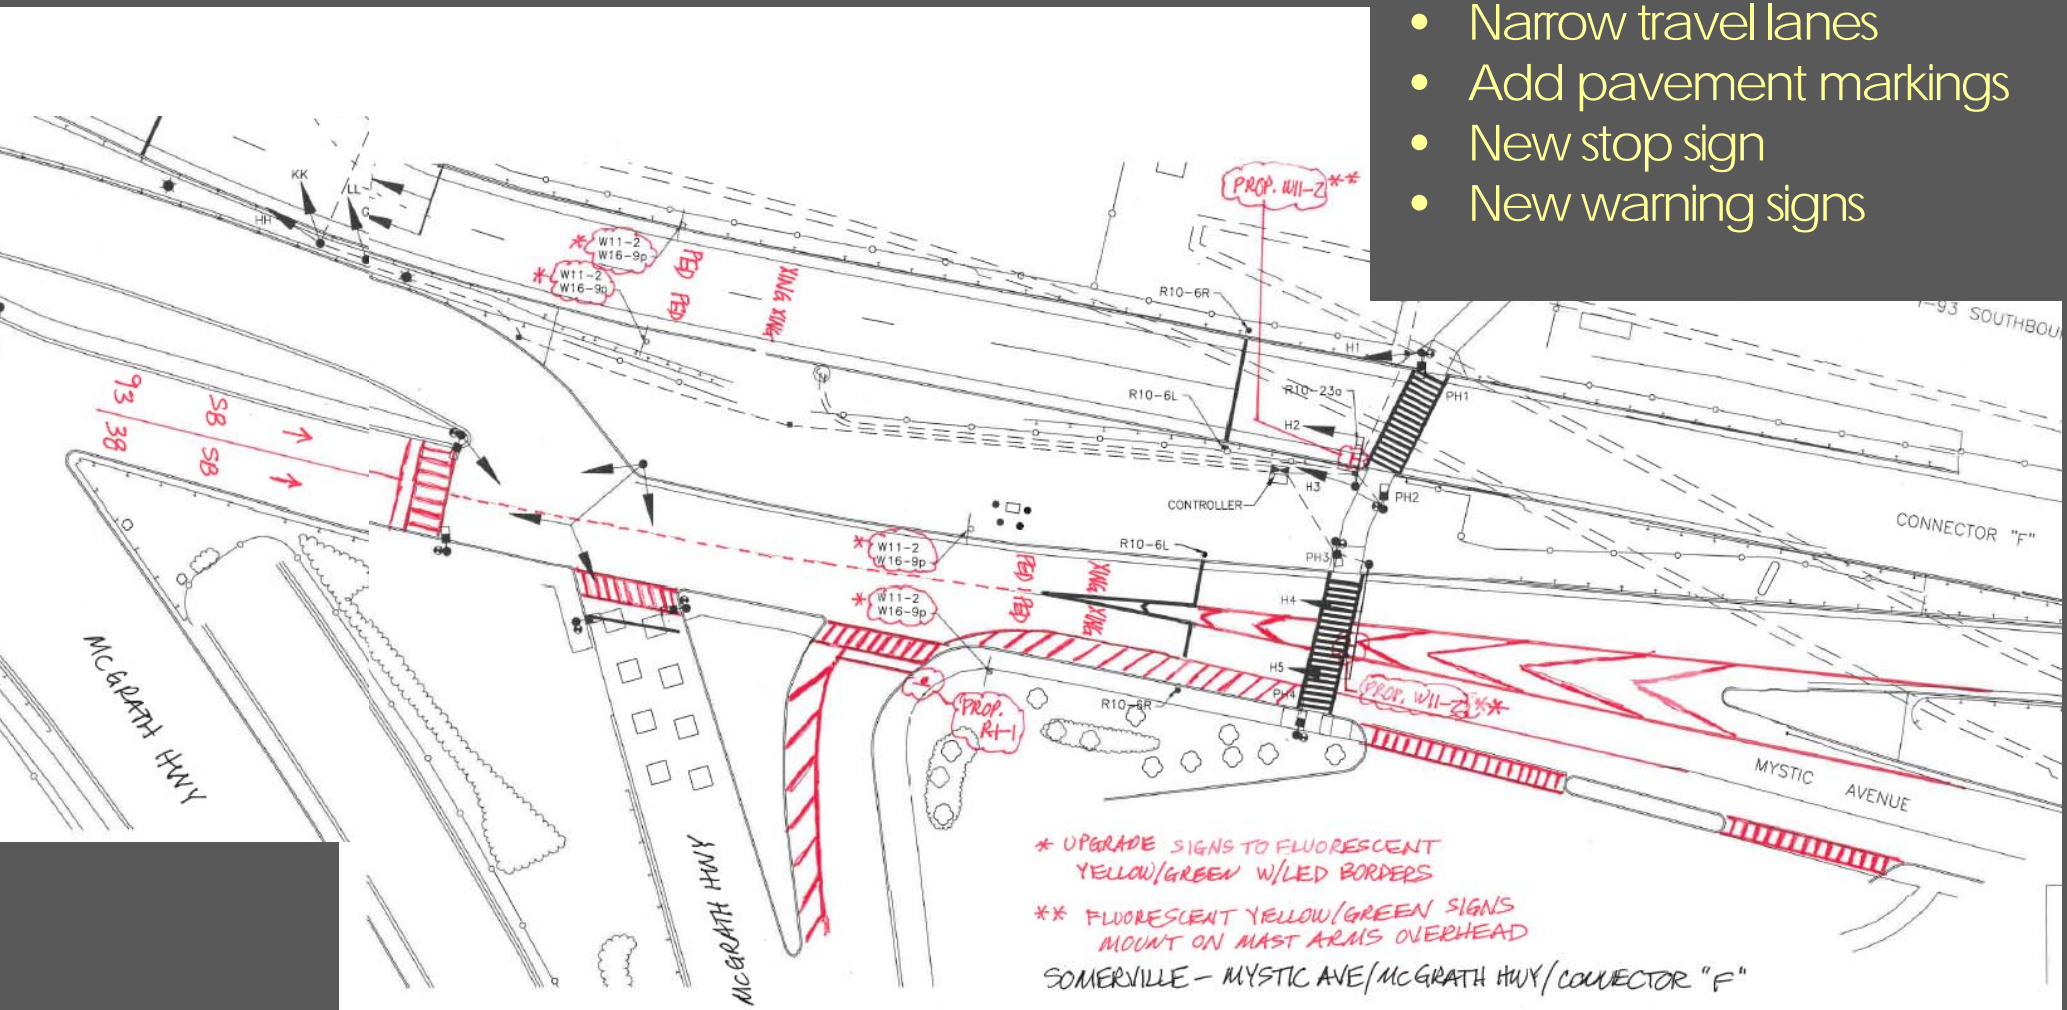 • Narrow travel lanes
• Add pavement markings
• New stop sign
• New warning signs
PROP. W11-2 **
KK
LL
G
HH
* W11-2
W16-9p
* W11-2
W16-9p
PED PED
XING XING
R10-6R
H1
I-93 SOUTHBOU
R10-6L
R10-23a
PH1
H2
93 SB
38 SB
H3
PH2
CONTROLLER
CONNECTOR "F"
* W11-2
W16-9p
R10-6L
PH3
PED PED
XING XING
* W11-2
W16-9p
H4
H5
PH4
PROP. W11-2 **
R10-6R
PROP.
R1-1
MCGRATH HWY
MYSTIC AVENUE
MCGRATH HWY
* UPGRADE SIGNS TO FLUORESCENT
YELLOW/GREEN W/LED BORDERS
** FLUORESCENT YELLOW/GREEN SIGNS
MOUNT ON MAST ARMS OVERHEAD
SOMERVILLE - MYSTIC AVE/MCGRATH HWY/CONNECTOR "F"